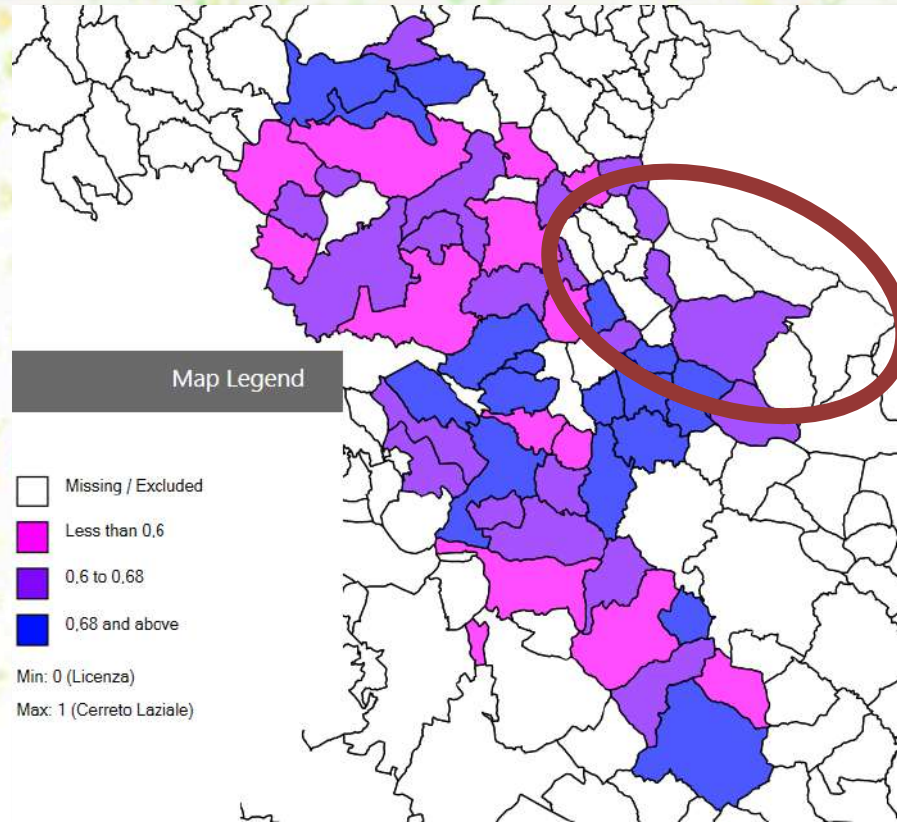 Map Legend
Missing / Excluded
Less than 0,6
0,6 to 0,68
0,68 and above
Min: 0 (Licenza)
Max: 1 (Cerreto Laziale)